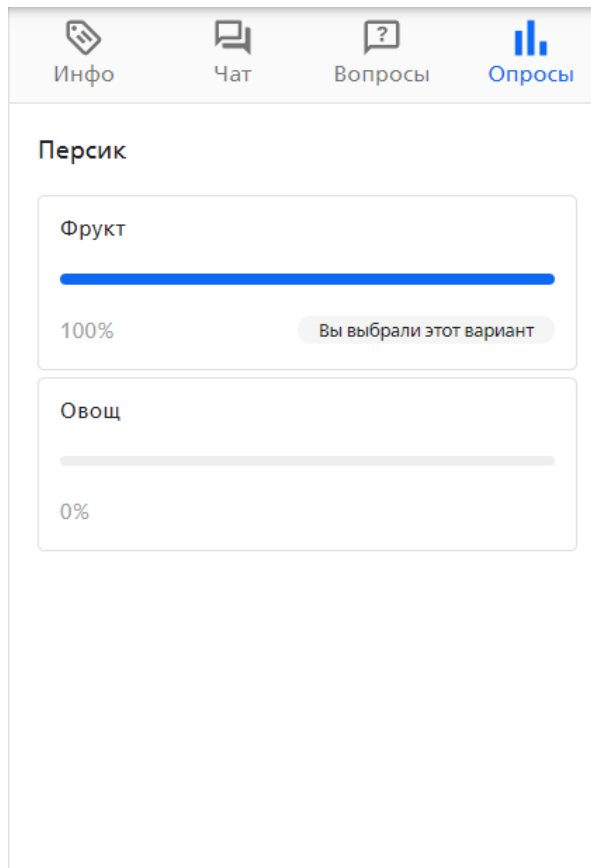 Инфо Чат Вопросы Опросы
Персик
Фрукт
100% Вы выбрали этот вариант
Овощ
0%